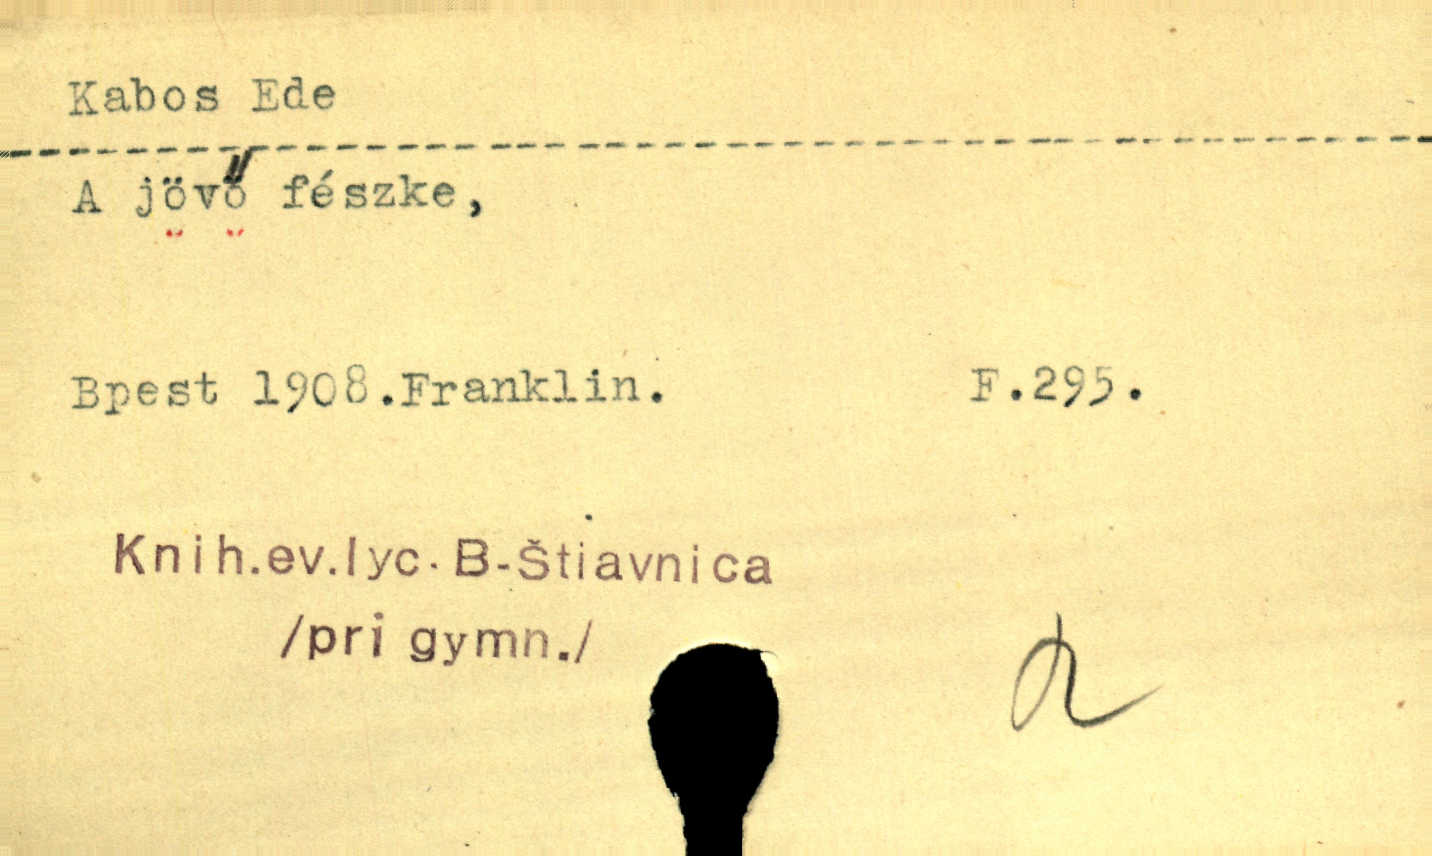 Kabos Ede
A jövő fészke,
Bpest 1908.Franklin. F.295.
Knih.ev.lyc. B-Štiavnica
/pri gymn./